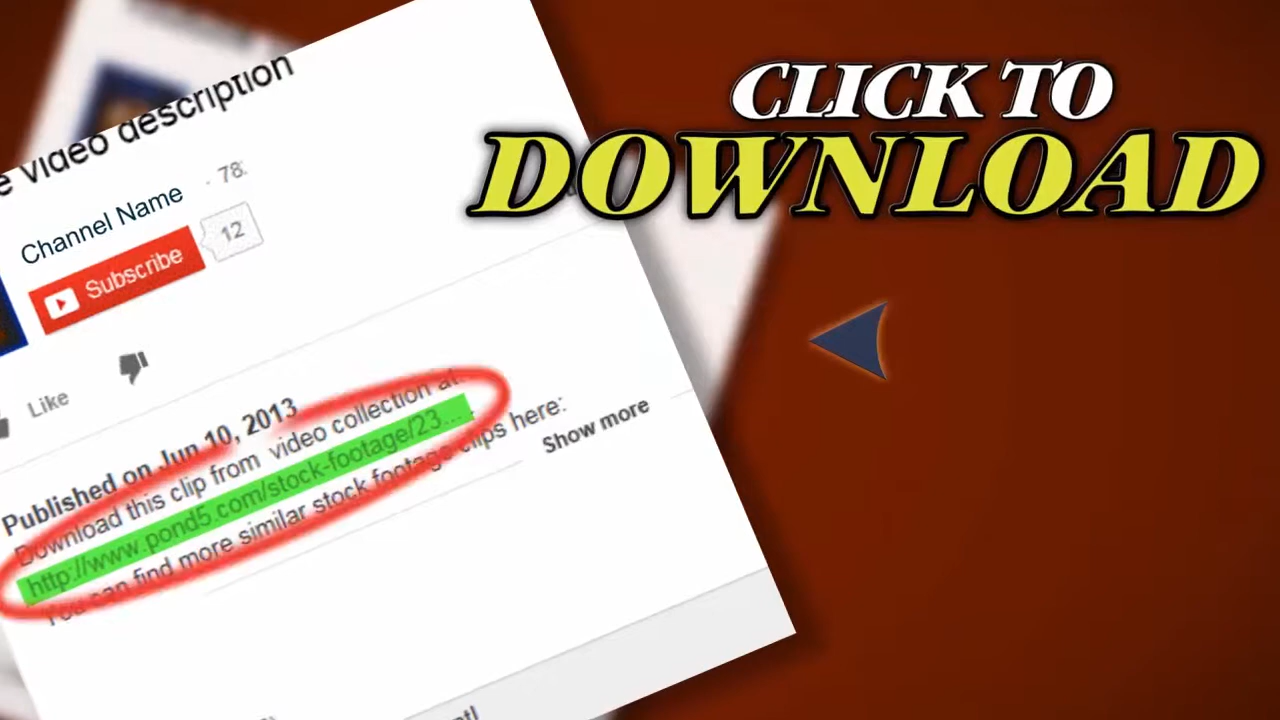 CLICK TO
DOWNLOAD
video description
Channel Name
78
Subscribe
12
Like
Published on Jun 10, 2013
Download this clip from video collection at
http://www.pond5.com/stock-footage/23...
You can find more similar stock footage clips here:
Show more